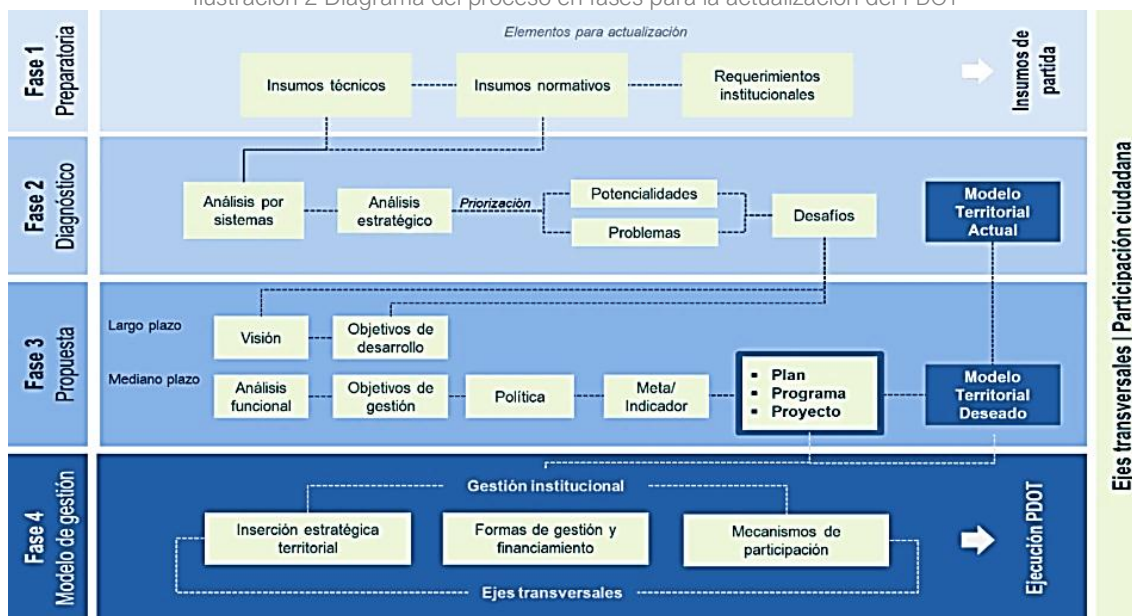 Ilustración 2 Diagrama del proceso en fases para la actualización del PDOT
Fase 1
Preparatoria
Elementos para actualización
Insumos técnicos
Insumos normativos
Requerimientos
institucionales
Insumos de
partida
Fase 2
Diagnóstico
Análisis por
sistemas
Análisis
estratégico
Priorización
Potencialidades
Problemas
Desafíos
Modelo
Territorial
Actual
Fase 3
Propuesta
Largo plazo
Visión
Objetivos de
desarrollo
Mediano plazo
Análisis
funcional
Objetivos de
gestión
Política
Meta/
Indicador
▪ Plan
▪ Programa
▪ Proyecto
Modelo
Territorial
Deseado
Fase 4
Modelo de gestión
Gestión institucional
Inserción estratégica
territorial
Formas de gestión y
financiamiento
Mecanismos de
participación
Ejes transversales
Ejecución PDOT
Ejes transversales | Participación ciudadana